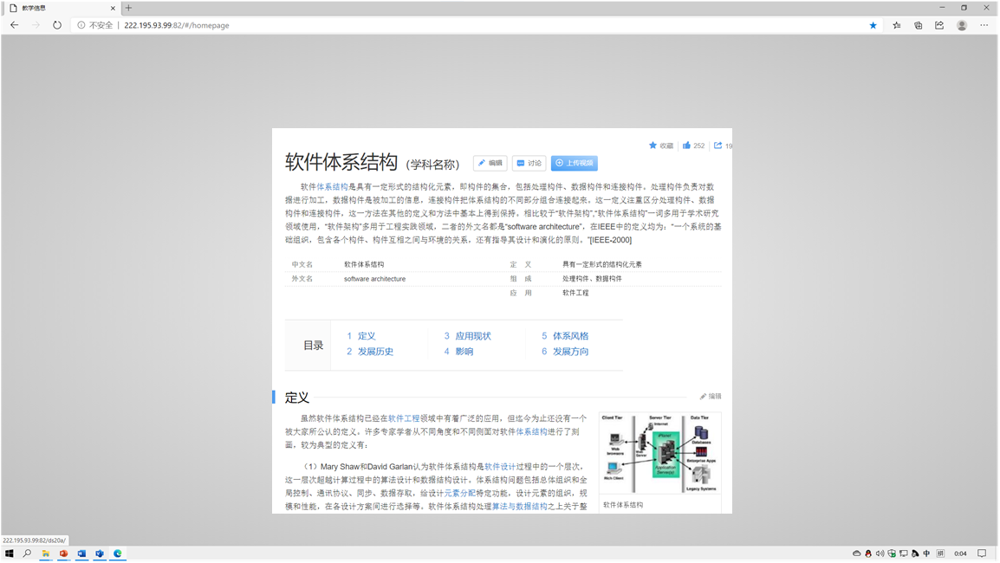 教学信息
不安全
222.195.93.99:82/#/homepage
收藏 252 19
软件体系结构（学科名称） 编辑 讨论 上传视频
软件体系结构是具有一定形式的结构化元素，即构件的集合，包括处理构件、数据构件和连接构件。处理构件负责对数
据进行加工，数据构件是被加工的信息，连接构件把体系结构的不同部分组合连接起来。这一定义注重区分处理构件、数据
构件和连接构件，这一方法在其他的定义和方法中基本上得到保持。相比较于“软件架构”,“软件体系结构”一词多用于学术研究
领域使用，“软件架构”多用于工程实践领域，二者的外文名都是“software architecture”，在IEEE中的定义均为：“一个系统的基
础组织，包含各个构件、构件互相之间与环境的关系，还有指导其设计和演化的原则。”[IEEE-2000]
中文名 软件体系结构 定 义 具有一定形式的结构化元素
外文名 software architecture 组 成 处理构件、数据构件
应 用 软件工程
目录
1 定义 3 应用现状 5 体系风格
2 发展历史 4 影响 6 发展方向
定义 编辑
虽然软件体系结构已经在软件工程领域中有着广泛的应用，但迄今为止还没有一个
被大家所公认的定义。许多专家学者从不同角度和不同侧面对软件体系结构进行了刻
画，较为典型的定义有：
（1）Mary Shaw和David Garlan认为软件体系结构是软件设计过程中的一个层次，
这一层次超越计算过程中的算法设计和数据结构设计。体系结构问题包括总体组织和全
局控制、通讯协议、同步、数据存取，给设计元素分配特定功能，设计元素的组织，规
模和性能，在各设计方案间进行选择等。软件体系结构处理算法与数据结构之上关于整
Client Tier Server Tier Data Tier
Internet
iPlanet
Web browsers
Web Server
Databases
Enterprise Apps
Rich Client
Application Server(s)
Legacy Systems
软件体系结构
222.195.93.99:82/ds20a/
中 拼 0:04